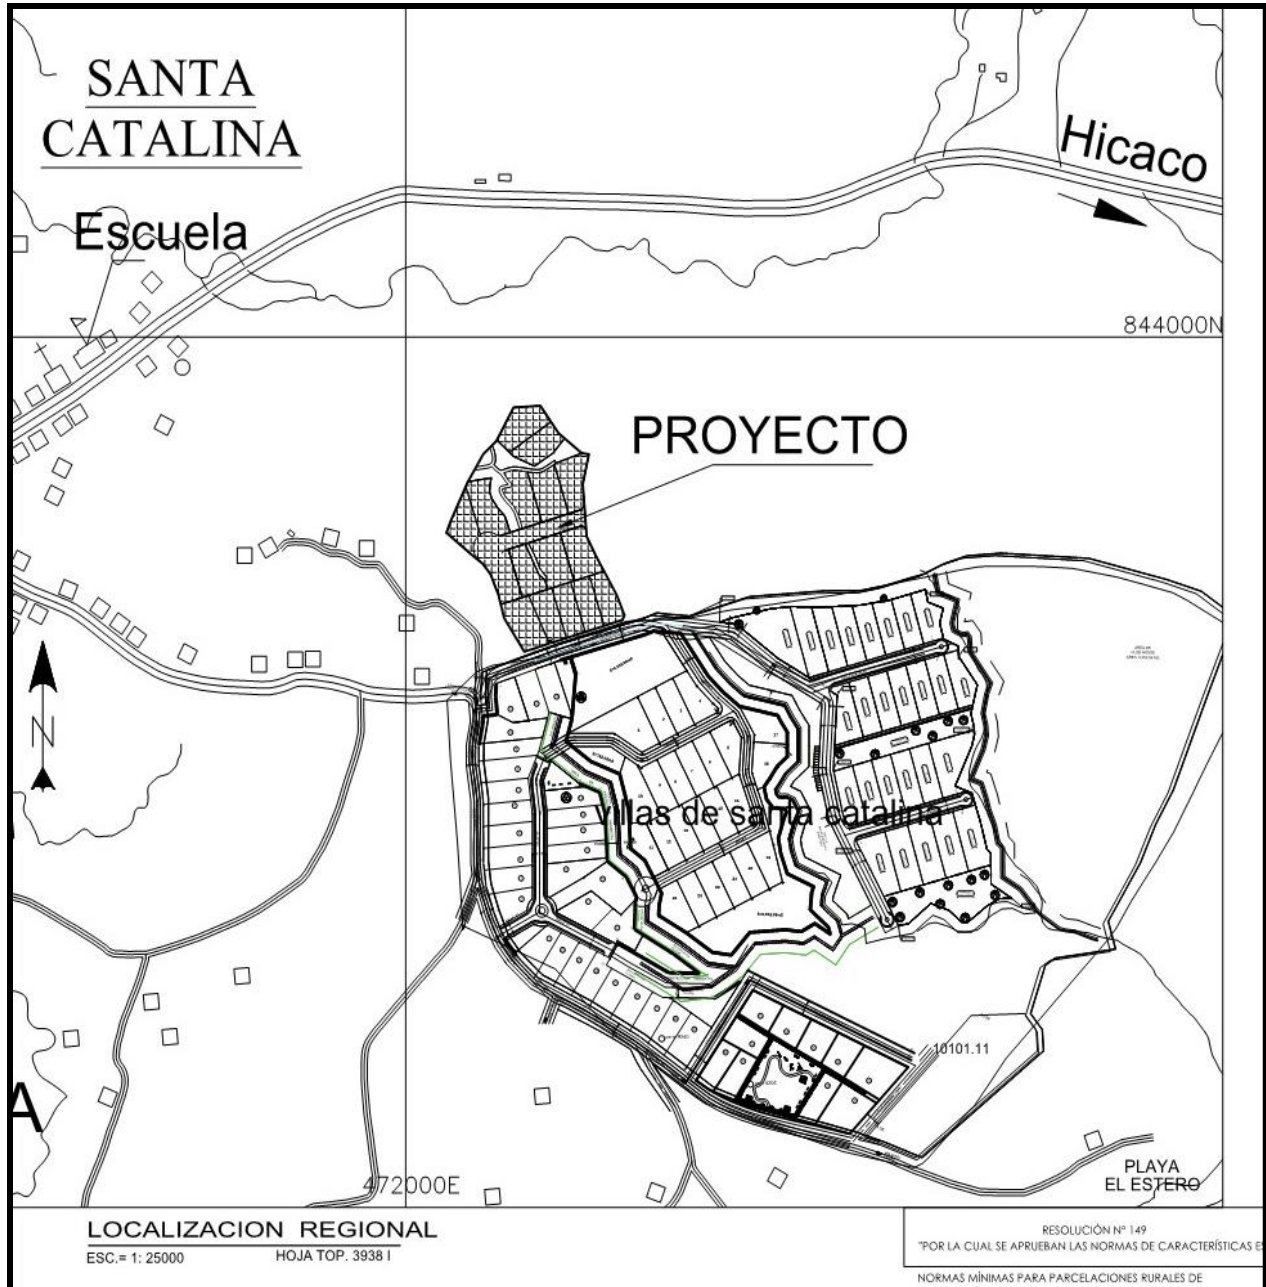 SANTA
CATALINA
Escuela
Hicaco
844000N
PROYECTO
N
villas de santa catalina
10101.11
A
472000E
PLAYA
EL ESTERO
LOCALIZACION REGIONAL
ESC.= 1: 25000
HOJA TOP. 3938 I
RESOLUCIÓN Nº 149
"POR LA CUAL SE APRUEBAN LAS NORMAS DE CARACTERÍSTICAS
NORMAS MÍNIMAS PARA PARCELACIONES RURALES DE